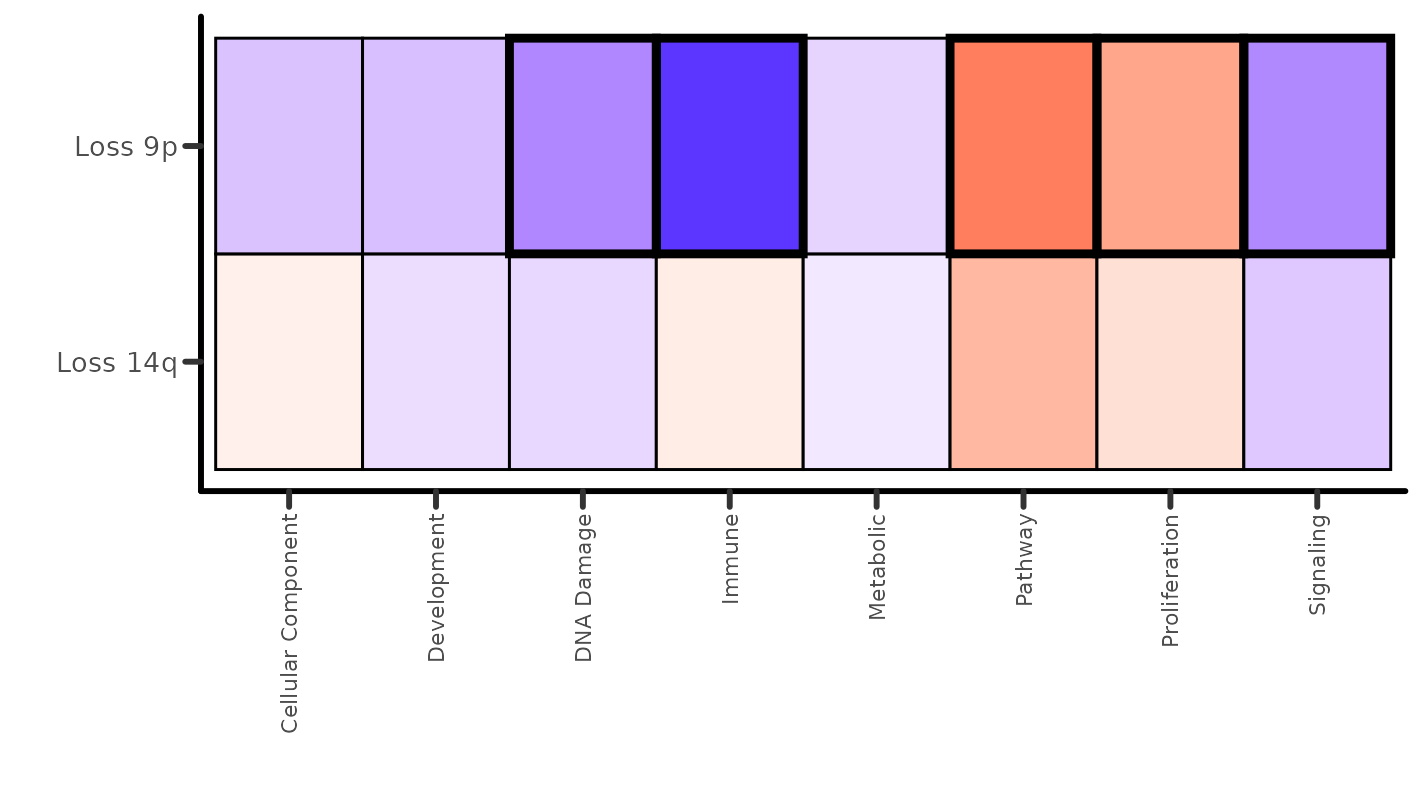 Loss 9p
Loss 14q
Cellular Component
Development
DNA Damage
Immune
Metabolic
Pathway
Proliferation
Signaling